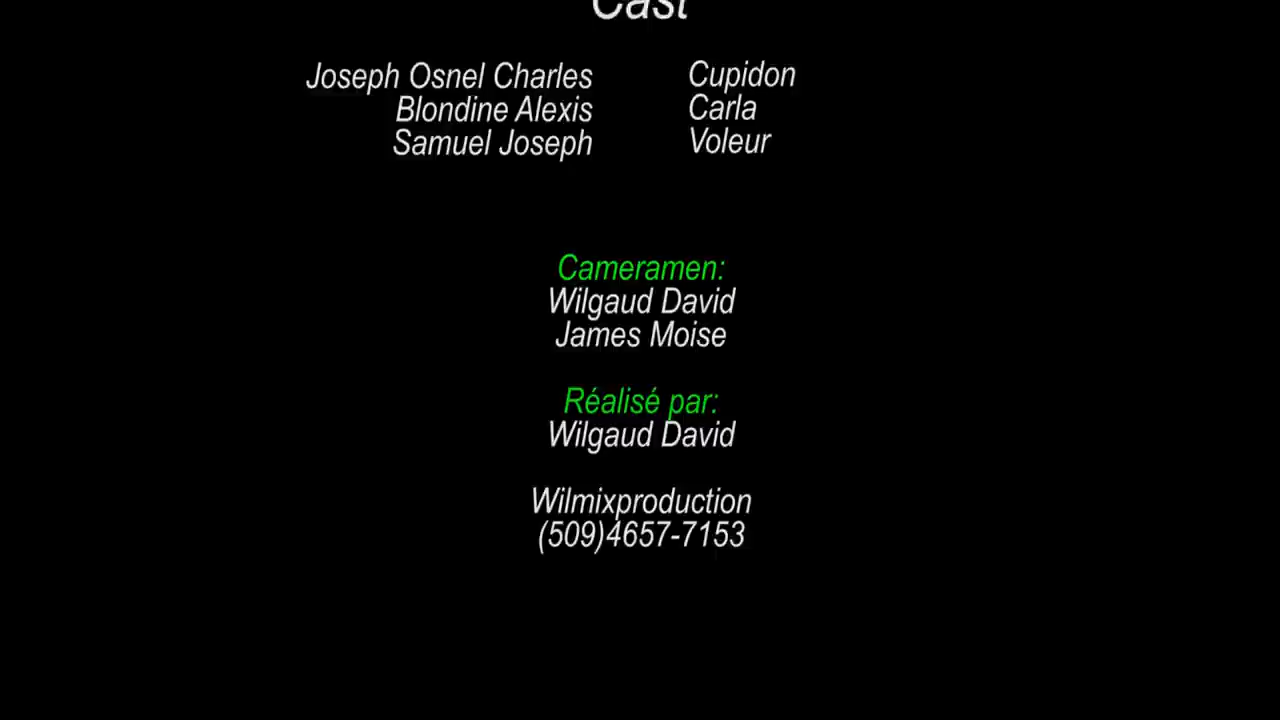 Cast
Joseph Osnel Charles Cupidon
Blondine Alexis Carla
Samuel Joseph Voleur
Cameramen:
Wilgaud David
James Moise
Réalisé par:
Wilgaud David
Wilmixproduction
(509)4657-7153